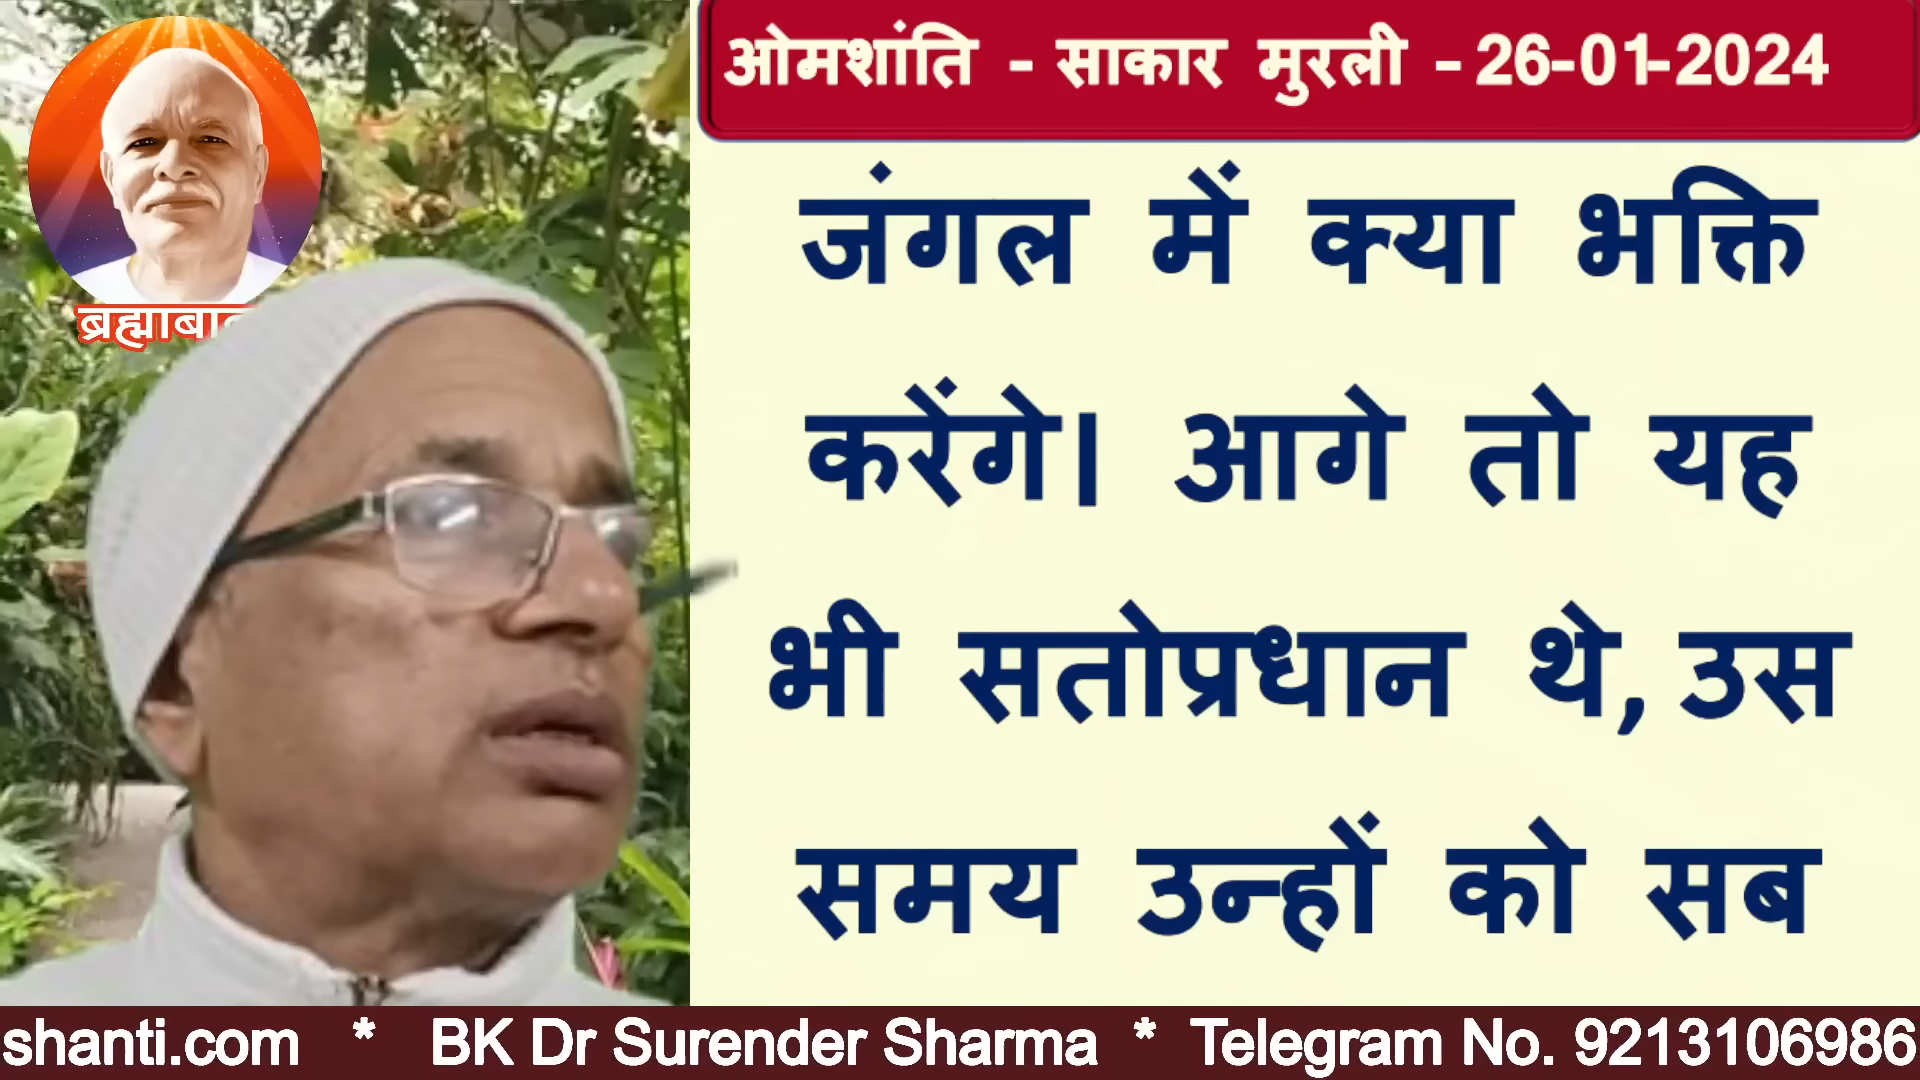 ओमशांति - साकार मुरली - 26-01-2024
ब्रह्माबा
जंगल में क्या भक्ति
करेंगे। आगे तो यह
भी सतोप्रधान थे, उस
समय उन्हों को सब
shanti.com * BK Dr Surender Sharma * Telegram No. 9213106986